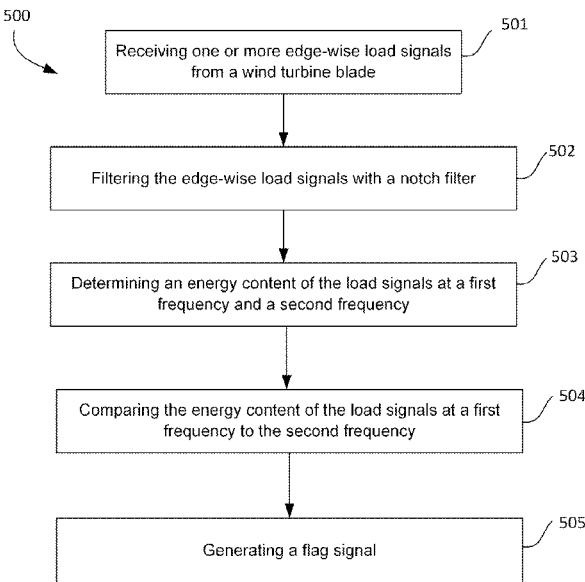 500
501
Receiving one or more edge-wise load signals
from a wind turbine blade
502
Filtering the edge-wise load signals with a notch filter
503
Determining an energy content of the load signals at a first
frequency and a second frequency
504
Comparing the energy content of the load signals at a first
frequency to the second frequency
505
Generating a flag signal